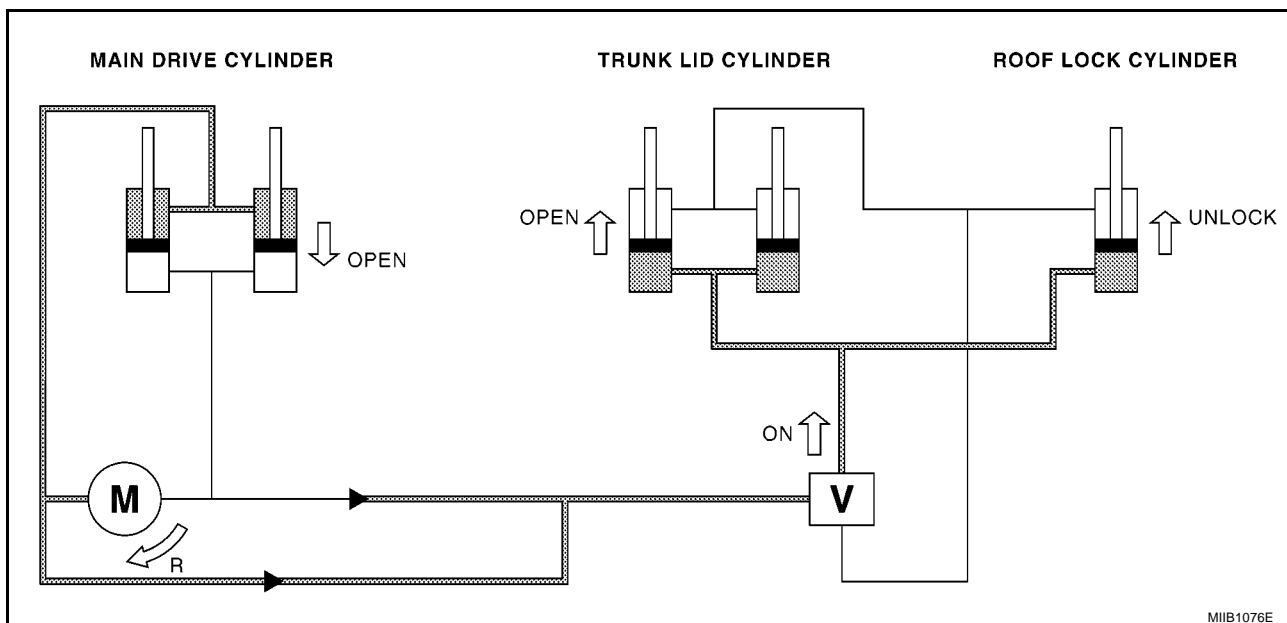 MAIN DRIVE CYLINDER
TRUNK LID CYLINDER
ROOF LOCK CYLINDER
OPEN
OPEN
UNLOCK
ON
M
V
R
MIIB1076E